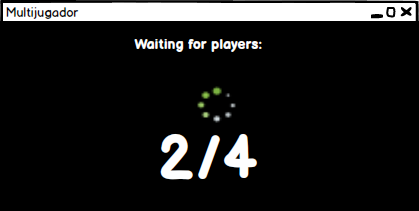 Multijugador
Waiting for players:
2/4